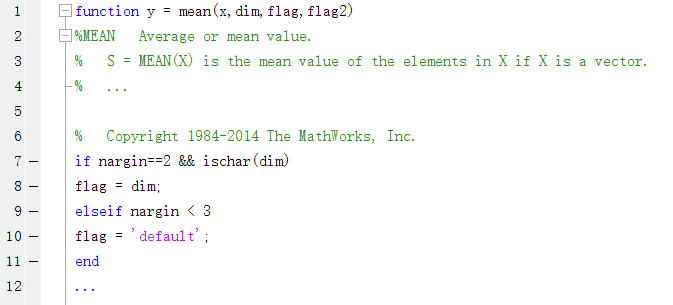 1 function y = mean(x,dim,flag,flag2)
2 %MEAN Average or mean value.
3 % S = MEAN(X) is the mean value of the elements in X if X is a vector.
4 % ...
5
6 % Copyright 1984-2014 The MathWorks, Inc.
7 – if nargin==2 && ischar(dim)
8 – flag = dim;
9 – elseif nargin < 3
10 – flag = 'default';
11 – end
12 ...